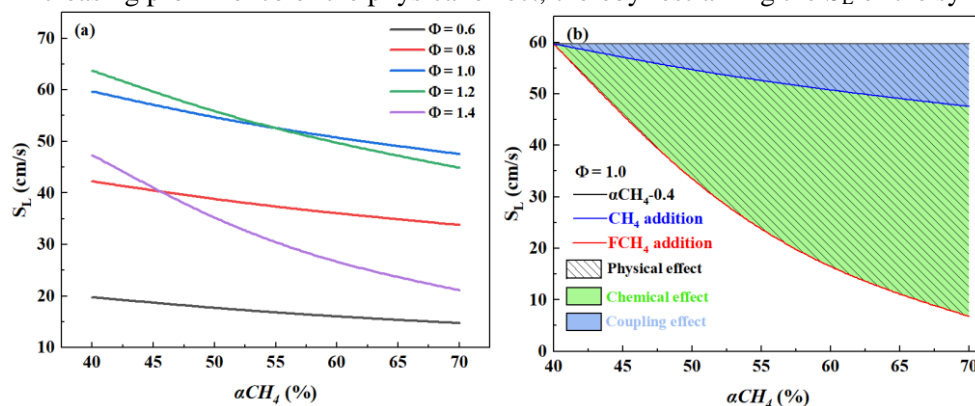 (a)
Φ = 0.6
Φ = 0.8
Φ = 1.0
Φ = 1.2
Φ = 1.4
70
60
50
40
30
20
10
S_L (cm/s)
40 45 50 55 60 65 70
αCH₄ (%)
(b)
60
50
40
30
20
10
0
S_L (cm/s)
Φ = 1.0
αCH₄-0.4
CH₄ addition
FCH₄ addition
Physical effect
Chemical effect
Coupling effect
40 45 50 55 60 65 70
αCH₄ (%)